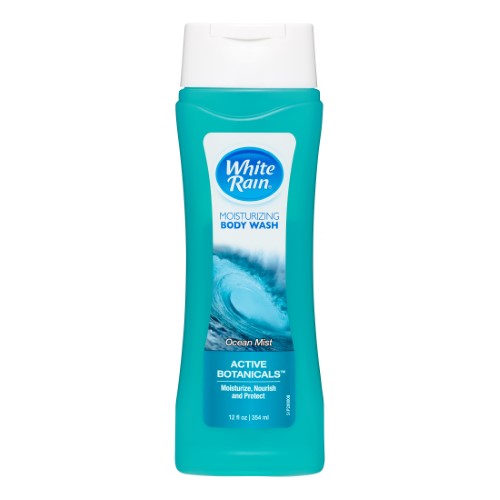 White
Rain®
MOISTURIZING
BODY WASH
Ocean Mist
ACTIVE
BOTANICALS™
Moisturize, Nourish
and Protect
12 fl oz | 354 ml